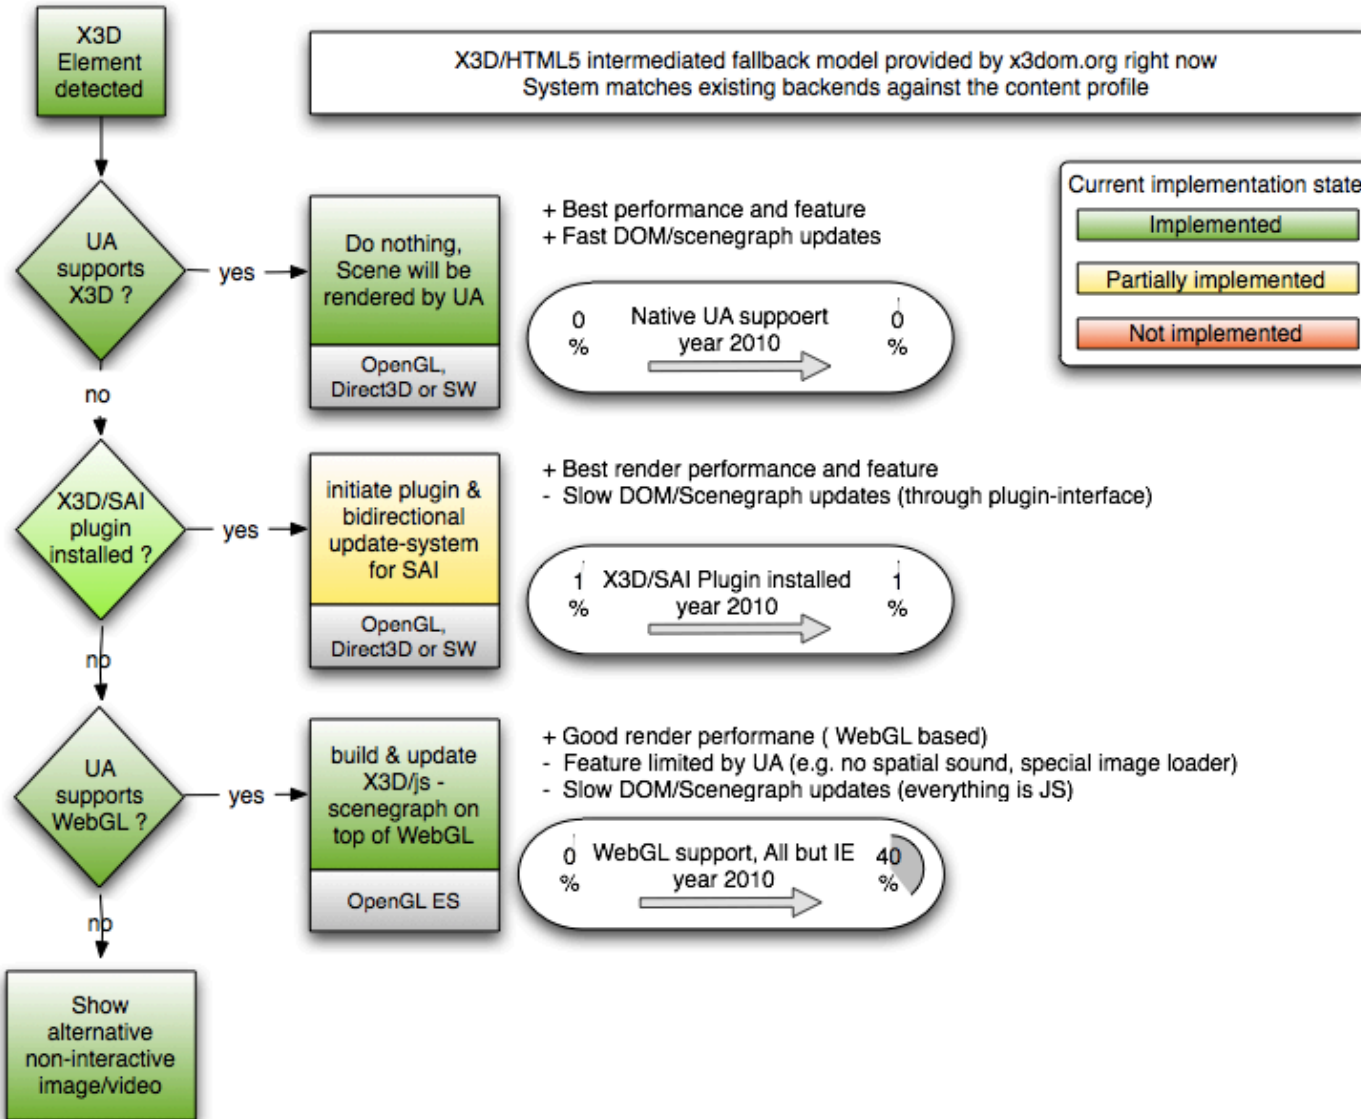 X3D
Element
detected
X3D/HTML5 intermediated fallback model provided by x3dom.org right now
System matches existing backends against the content profile
Current implementation state
Implemented
Partially implemented
Not implemented
UA
supports
X3D ?
yes
no
Do nothing,
Scene will be
rendered by UA
OpenGL,
Direct3D or SW
+ Best performance and feature
+ Fast DOM/scenegraph updates
0
%
Native UA suppoert
year 2010
0
%
X3D/SAI
plugin
installed ?
yes
no
initiate plugin &
bidirectional
update-system
for SAI
OpenGL,
Direct3D or SW
+ Best render performance and feature
- Slow DOM/Scenegraph updates (through plugin-interface)
1
%
X3D/SAI Plugin installed
year 2010
1
%
UA
supports
WebGL ?
yes
no
build & update
X3D/js -
scenegraph on
top of WebGL
OpenGL ES
+ Good render performane ( WebGL based)
- Feature limited by UA (e.g. no spatial sound, special image loader)
- Slow DOM/Scenegraph updates (everything is JS)
0
%
WebGL support, All but IE
year 2010
40
%
Show
alternative
non-interactive
image/video